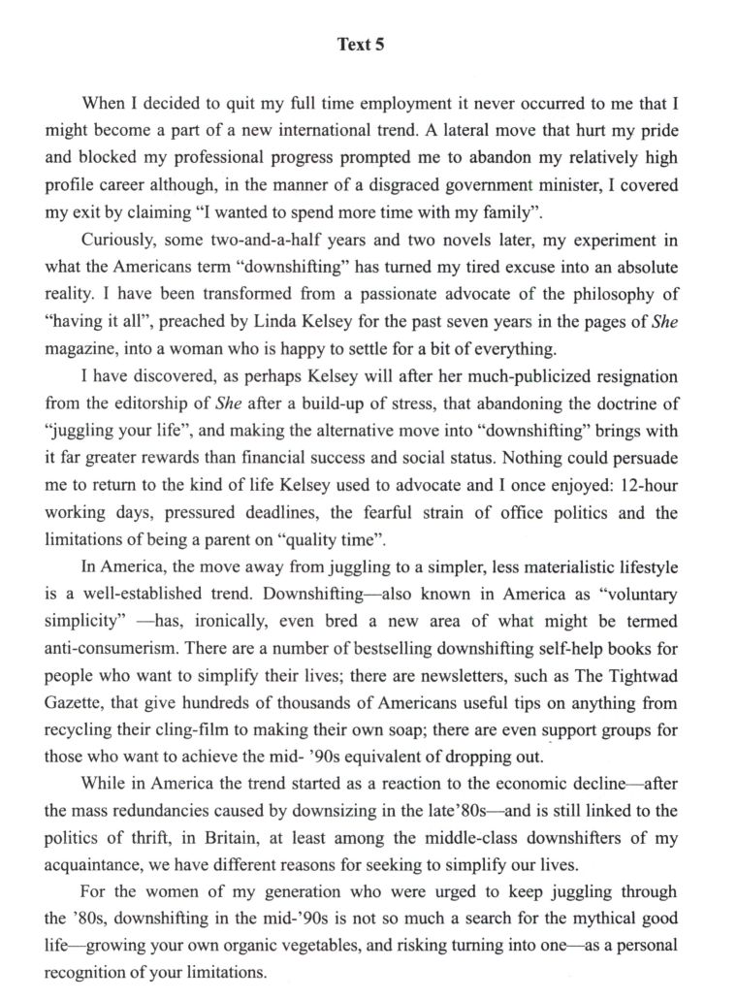 Text 5
When I decided to quit my full time employment it never occurred to me that I
might become a part of a new international trend. A lateral move that hurt my pride
and blocked my professional progress prompted me to abandon my relatively high
profile career although, in the manner of a disgraced government minister, I covered
my exit by claiming “I wanted to spend more time with my family”.
Curiously, some two-and-a-half years and two novels later, my experiment in
what the Americans term “downshifting” has turned my tired excuse into an absolute
reality. I have been transformed from a passionate advocate of the philosophy of
“having it all”, preached by Linda Kelsey for the past seven years in the pages of She
magazine, into a woman who is happy to settle for a bit of everything.
I have discovered, as perhaps Kelsey will after her much-publicized resignation
from the editorship of She after a build-up of stress, that abandoning the doctrine of
“juggling your life”, and making the alternative move into “downshifting” brings with
it far greater rewards than financial success and social status. Nothing could persuade
me to return to the kind of life Kelsey used to advocate and I once enjoyed: 12-hour
working days, pressured deadlines, the fearful strain of office politics and the
limitations of being a parent on “quality time”.
In America, the move away from juggling to a simpler, less materialistic lifestyle
is a well-established trend. Downshifting—also known in America as “voluntary
simplicity” —has, ironically, even bred a new area of what might be termed
anti-consumerism. There are a number of bestselling downshifting self-help books for
people who want to simplify their lives; there are newsletters, such as The Tightwad
Gazette, that give hundreds of thousands of Americans useful tips on anything from
recycling their cling-film to making their own soap; there are even support groups for
those who want to achieve the mid- ’90s equivalent of dropping out.
While in America the trend started as a reaction to the economic decline—after
the mass redundancies caused by downsizing in the late’80s—and is still linked to the
politics of thrift, in Britain, at least among the middle-class downshifters of my
acquaintance, we have different reasons for seeking to simplify our lives.
For the women of my generation who were urged to keep juggling through
the ’80s, downshifting in the mid-’90s is not so much a search for the mythical good
life—growing your own organic vegetables, and risking turning into one—as a personal
recognition of your limitations.